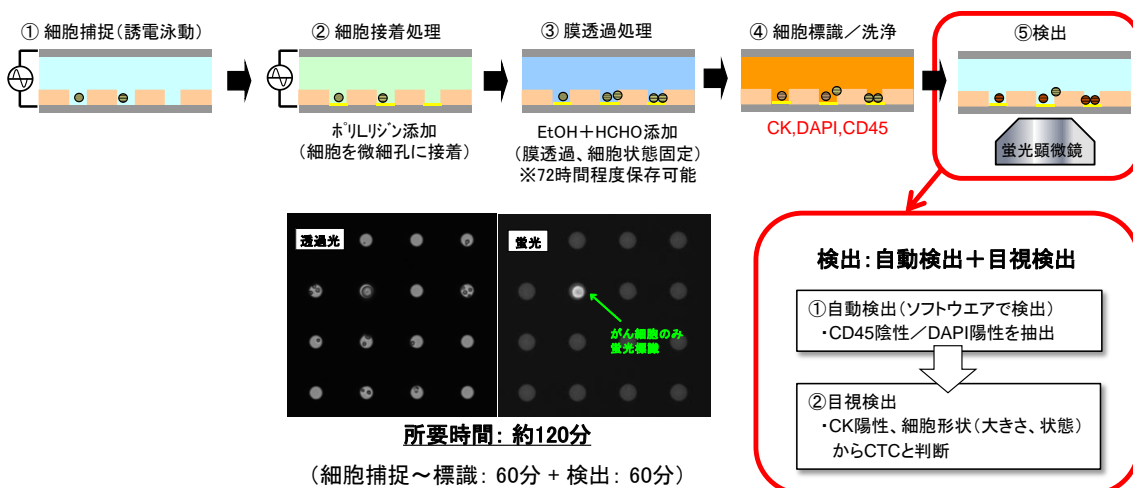 ① 細胞捕捉(誘電泳動)
② 細胞接着処理
③ 膜透過処理
④ 細胞標識/洗浄
⑤検出
ポリLリジン添加
(細胞を微細孔に接着)
EtOH+HCHO添加
(膜透過、細胞状態固定)
※72時間程度保存可能
CK,DAPI,CD45
蛍光顕微鏡
透過光
蛍光
がん細胞のみ
蛍光標識
所要時間: 約120分
(細胞捕捉~標識: 60分 + 検出: 60分)
検出:自動検出+目視検出
①自動検出(ソフトウエアで検出)
・CD45陰性/DAPI陽性を抽出
②目視検出
・CK陽性、細胞形状(大きさ、状態)
からCTCと判断